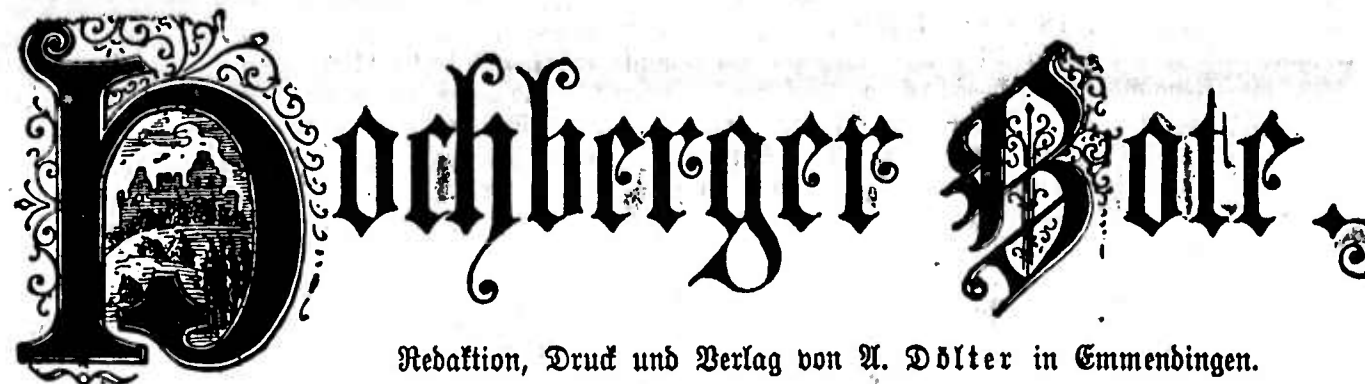 Hochberger Bote.
Redaktion, Druck und Verlag von A. Dölter in Emmendingen.